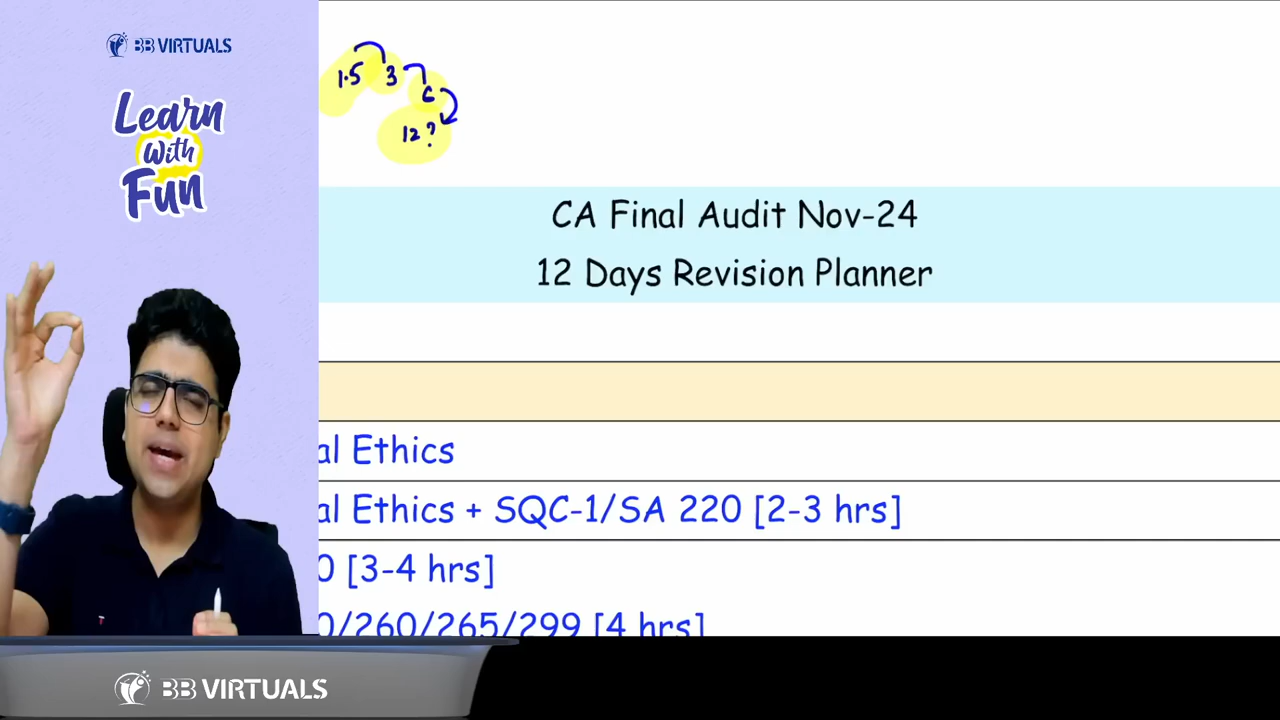 BB VIRTUALS
Learn
With
Fun
1.5 3
6
12?
CA Final Audit Nov-24
12 Days Revision Planner
al Ethics
al Ethics + SQC-1/SA 220 [2-3 hrs]
0 [3-4 hrs]
0/260/265/299 [4 hrs]
BB VIRTUALS